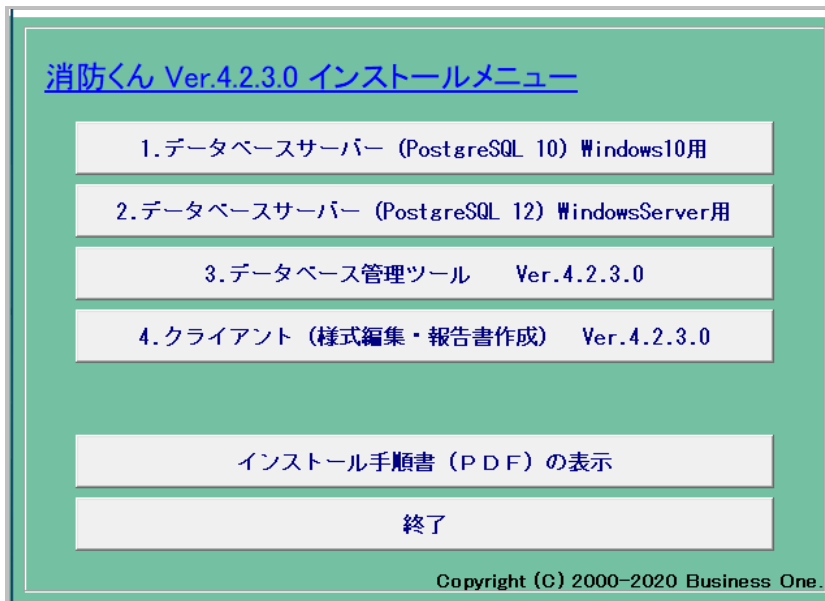 消防くん Ver.4.2.3.0 インストールメニュー
1.データベースサーバー (PostgreSQL 10) Windows10用
2.データベースサーバー (PostgreSQL 12) WindowsServer用
3.データベース管理ツール　Ver.4.2.3.0
4.クライアント (様式編集・報告書作成)　Ver.4.2.3.0
インストール手順書（ＰＤＦ）の表示
終了
Copyright (C) 2000-2020 Business One.